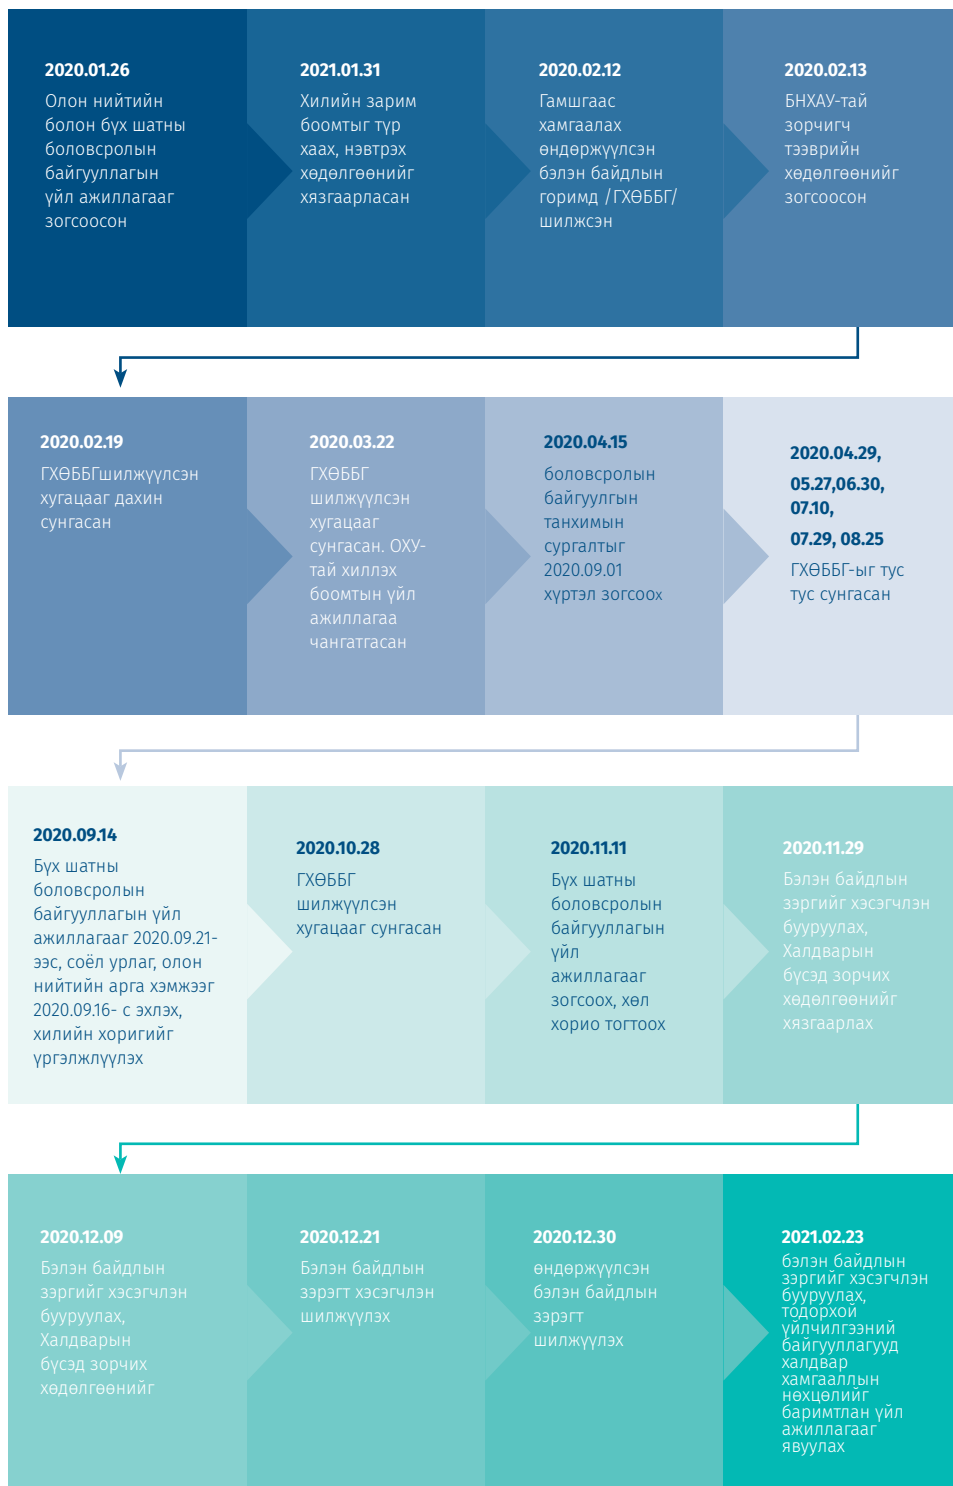 2020.01.26
Олон нийтийн
болон бүх шатны
боловсролын
байгууллагын
үйл ажиллагааг
зогсоосон
2021.01.31
Хилийн зарим
боомтыг түр
хаах, нэвтрэх
хөдөлгөөнийг
хязгаарласан
2020.02.12
Гамшгаас
хамгаалах
өндөржүүлсэн
бэлэн байдлын
горимд /ГХӨББГ/
шилжсэн
2020.02.13
БНХАУ-тай
зорчигч
тээврийн
хөдөлгөөнийг
зогсоосон
2020.02.19
ГХӨББГшилжүүлсэн
хугацааг дахин
сунгасан
2020.03.22
ГХӨББГ
шилжүүлсэн
хугацааг
сунгасан. ОХУ-
тай хиллэх
боомтын үйл
ажиллагаа
чангатгасан
2020.04.15
боловсролын
байгуулгын
танхимын
сургалтыг
2020.09.01
хүртэл зогсоох
2020.04.29,
05.27,06.30,
07.10,
07.29, 08.25
ГХӨББГ-ыг тус
тус сунгасан
2020.09.14
Бүх шатны
боловсролын
байгууллагын үйл
ажиллагааг 2020.09.21-
ээс, соёл урлаг, олон
нийтийн арга хэмжээг
2020.09.16- с эхлэх,
хилийн хоригийг
үргэлжлүүлэх
2020.10.28
ГХӨББГ
шилжүүлсэн
хугацааг сунгасан
2020.11.11
Бүх шатны
боловсролын
байгууллагын
үйл
ажиллагааг
зогсоох, хөл
хорио тогтоох
2020.11.29
Бэлэн байдлын
зэргийг хэсэгчлэн
бууруулах,
Халдварын
бүсэд зорчих
хөдөлгөөнийг
хязгаарлах
2020.12.09
Бэлэн байдлын
зэргийг хэсэгчлэн
бууруулах,
Халдварын
бүсэд зорчих
хөдөлгөөнийг
2020.12.21
Бэлэн байдлын
зэрэгт хэсэгчлэн
шилжүүлэх
2020.12.30
өндөржүүлсэн
бэлэн байдлын
зэрэгт
шилжүүлэх
2021.02.23
бэлэн байдлын
зэргийг хэсэгчлэн
бууруулах,
тодорхой
үйлчилгээний
байгууллагууд
халдвар
хамгааллын
нөхцөлийг
баримтлан үйл
ажиллагааг
явуулах